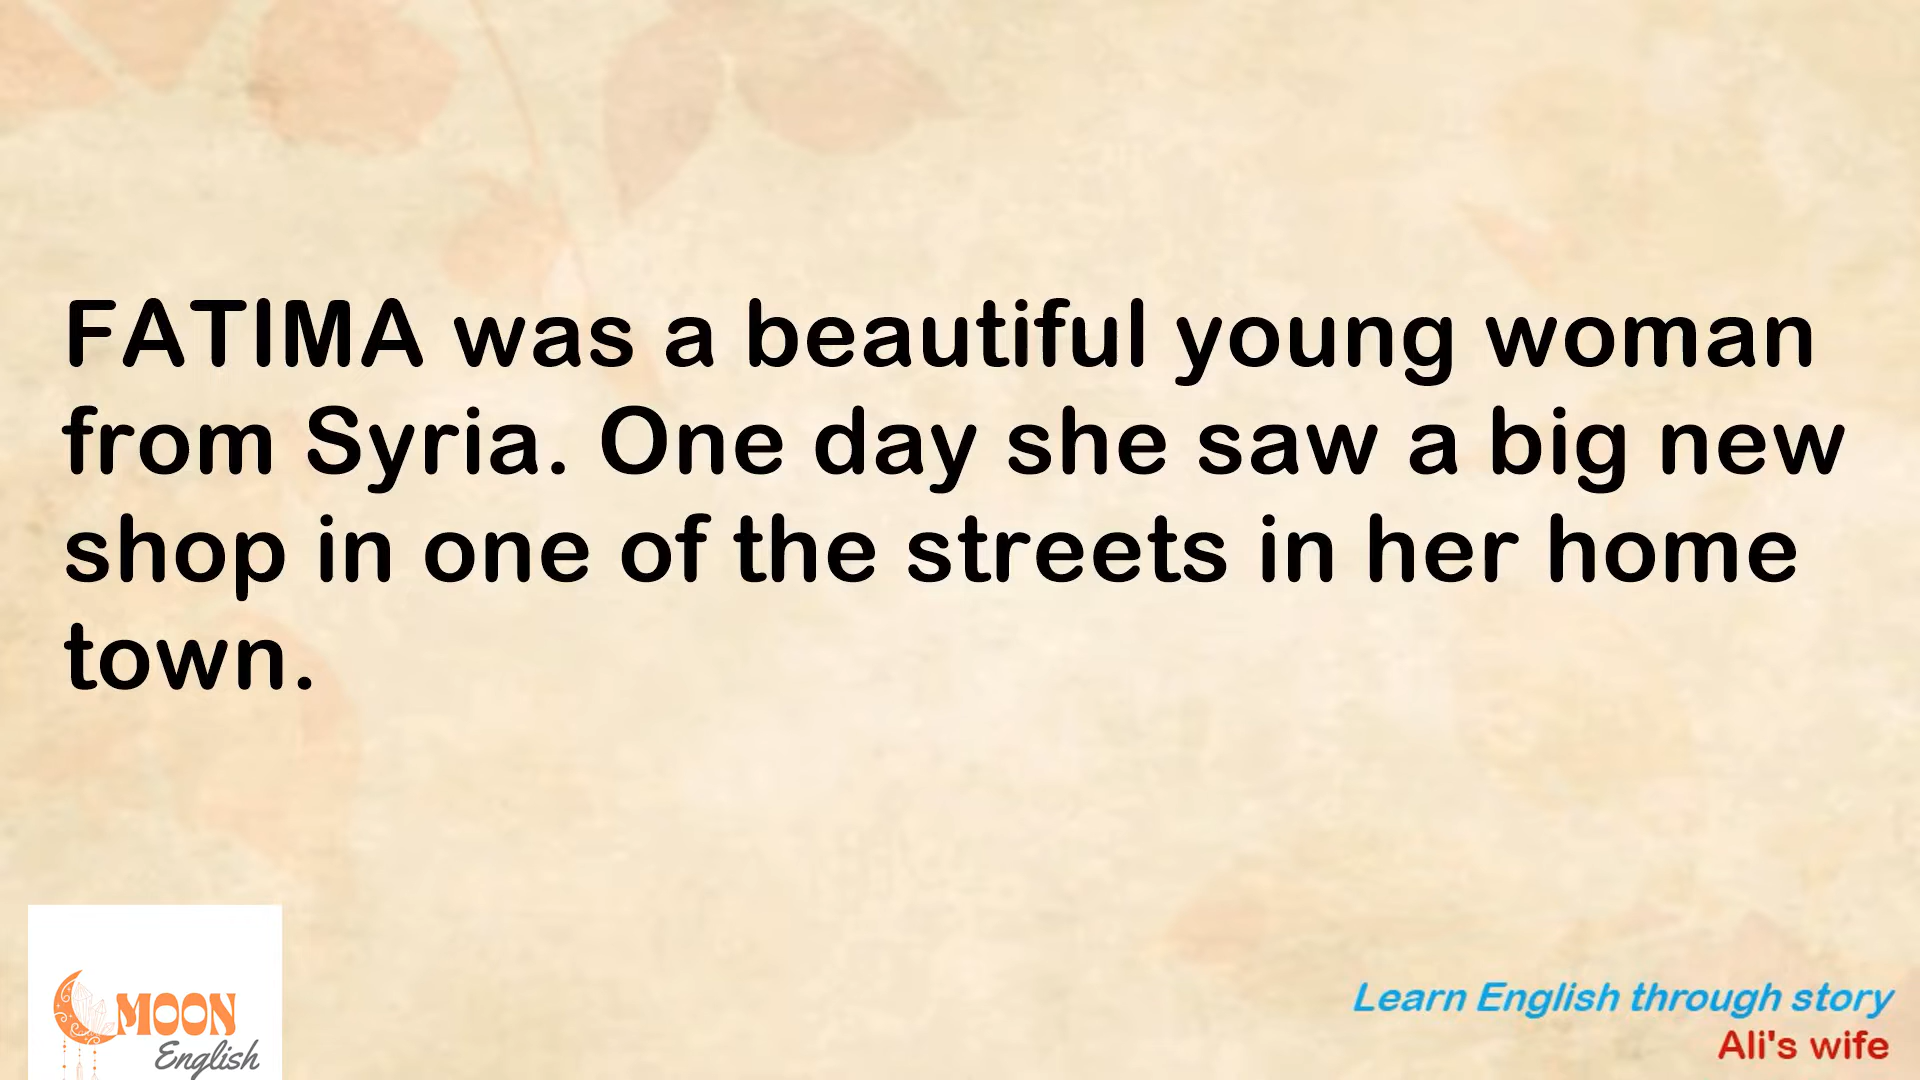 FATIMA was a beautiful young woman
from Syria. One day she saw a big new
shop in one of the streets in her home
town.
MOON
English
Learn English through story
Ali's wife